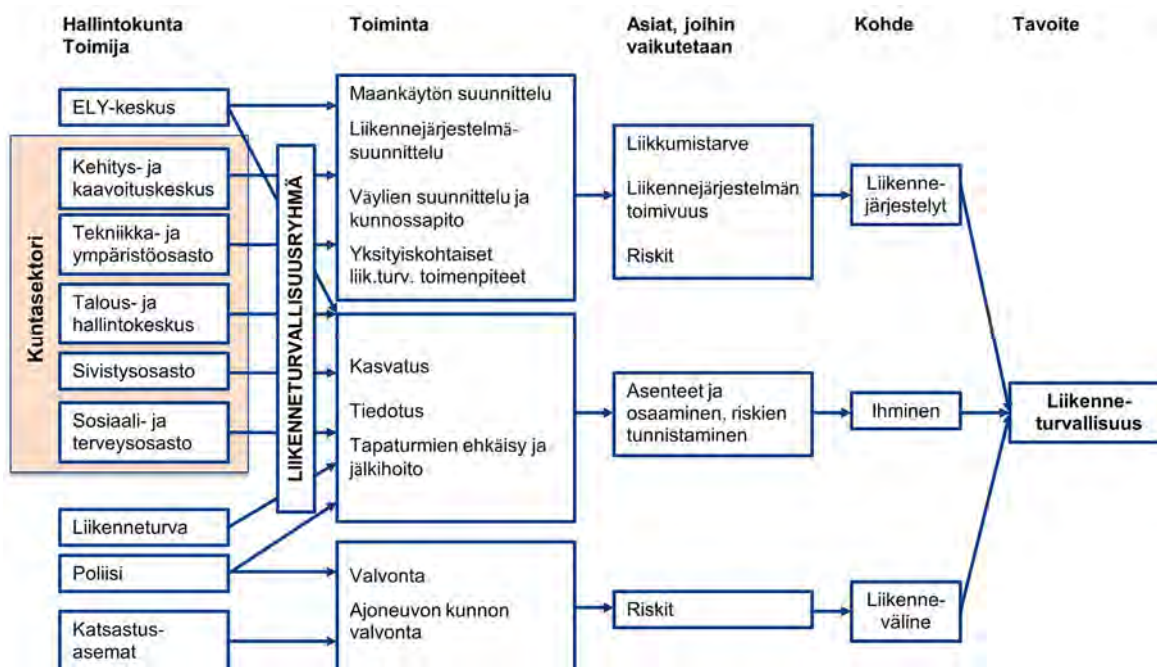 Hallintokunta
Toimija
Toiminta
Asiat, joihin
vaikutetaan
Kohde
Tavoite
ELY-keskus
Kuntasektori
Kehitys- ja
kaavoituskeskus
Tekniikka- ja
ympäristöosasto
Talous- ja
hallintokeskus
Sivistysosasto
Sosiaali- ja
terveysosasto
Liikenneturva
Poliisi
Katsastus-
asemat
LIIKENNETURVALLISUUSRYHMÄ
Maankäytön suunnittelu
Liikennejärjestelmä-
suunnittelu
Väylien suunnittelu ja
kunnossapito
Yksityiskohtaiset
liik.turv. toimenpiteet
Kasvatus
Tiedotus
Tapaturmien ehkäisy ja
jälkihoito
Valvonta
Ajoneuvon kunnon
valvonta
Liikkumistarve
Liikennejärjestelmän
toimivuus
Riskit
Asenteet ja
osaaminen, riskien
tunnistaminen
Riskit
Liikenne-
järjestelyt
Ihminen
Liikenne-
väline
Liikenne-
turvallisuus